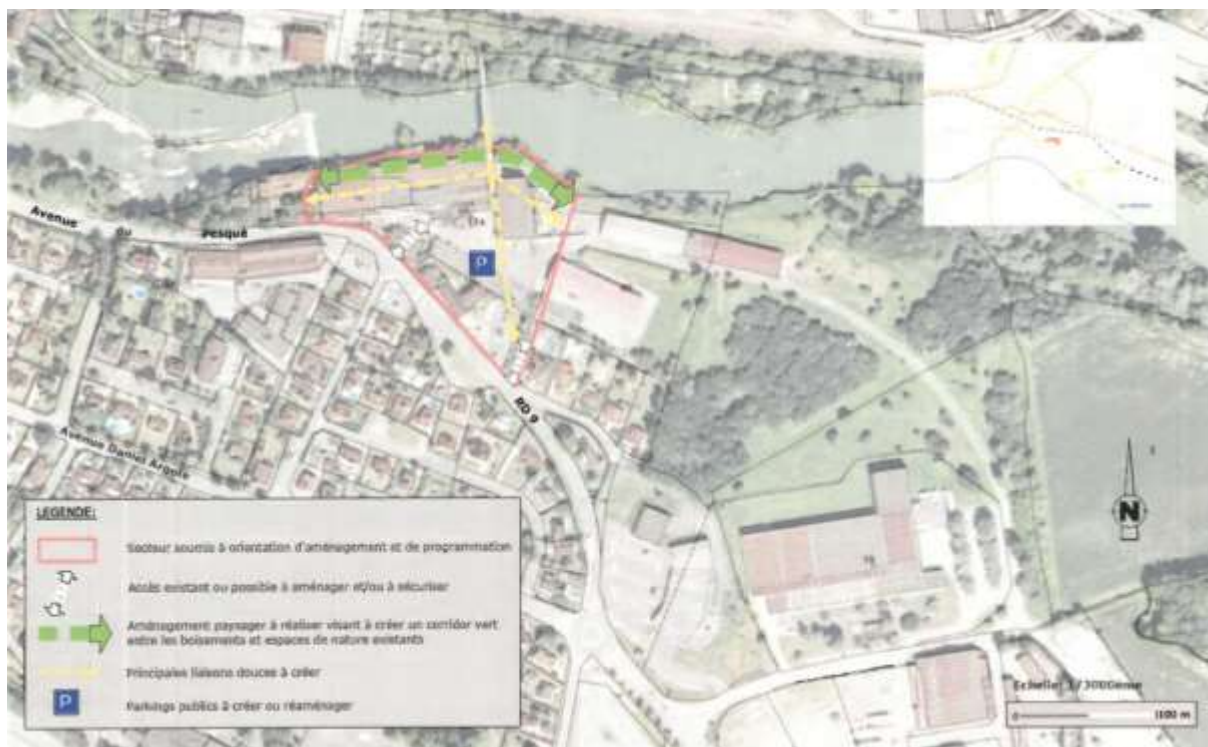 Avenue du Pesqué
P
RD 9
Avenue Daniel Argote
LEGENDE:
Secteur soumis à orientation d'aménagement et de programmation
Accès existant ou possible à aménager et/ou à sécuriser
Aménagement paysager à réaliser visant à créer un corridor vert
entre les boisements et espaces de nature existants
Principales liaisons douces à créer
P
Parkings publics à créer ou réaménager
N
Echelle: 1/3000ème
0
100 m